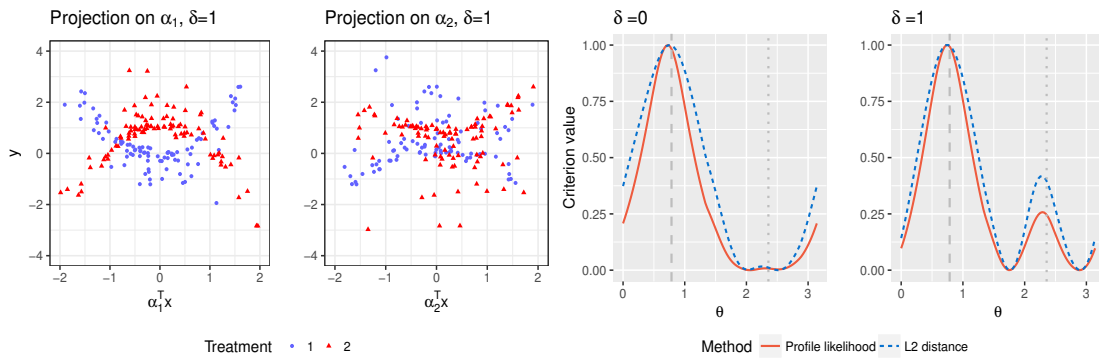 Projection on α₁, δ=1
Projection on α₂, δ=1
δ =0
δ =1
y
4
2
0
−2
−4
−2 −1 0 1 2
α₁ᵀx
4
2
0
−2
−4
−2 −1 0 1 2
α₂ᵀx
Criterion value
1.00
0.75
0.50
0.25
0.00
0 1 2 3
θ
1.00
0.75
0.50
0.25
0.00
0 1 2 3
θ
Treatment 1 2
Method Profile likelihood L2 distance